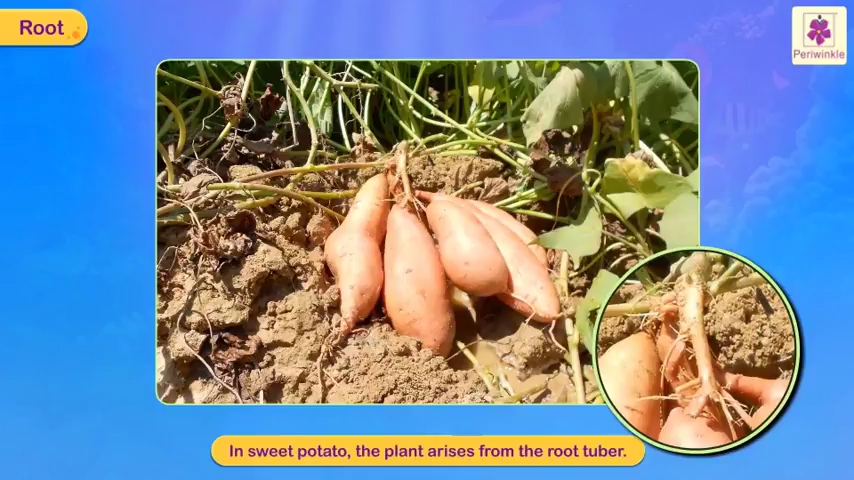 Root
Periwinkle
In sweet potato, the plant arises from the root tuber.